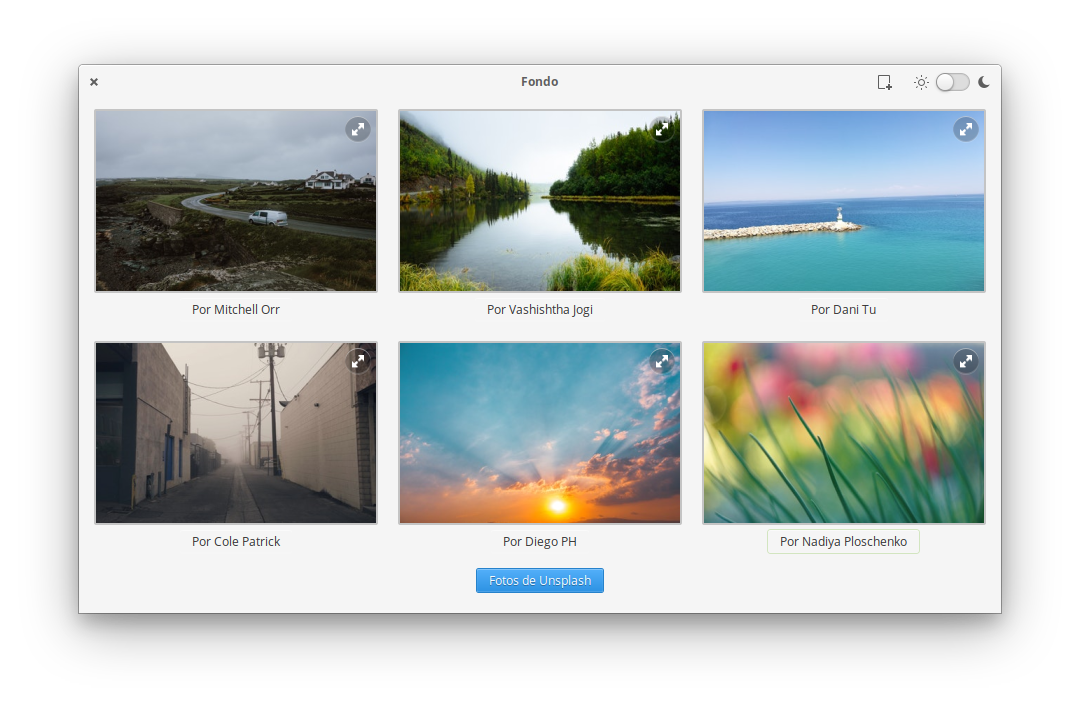 Fondo
Por Mitchell Orr
Por Vashishtha Jogi
Por Dani Tu
Por Cole Patrick
Por Diego PH
Por Nadiya Ploschenko
Fotos de Unsplash